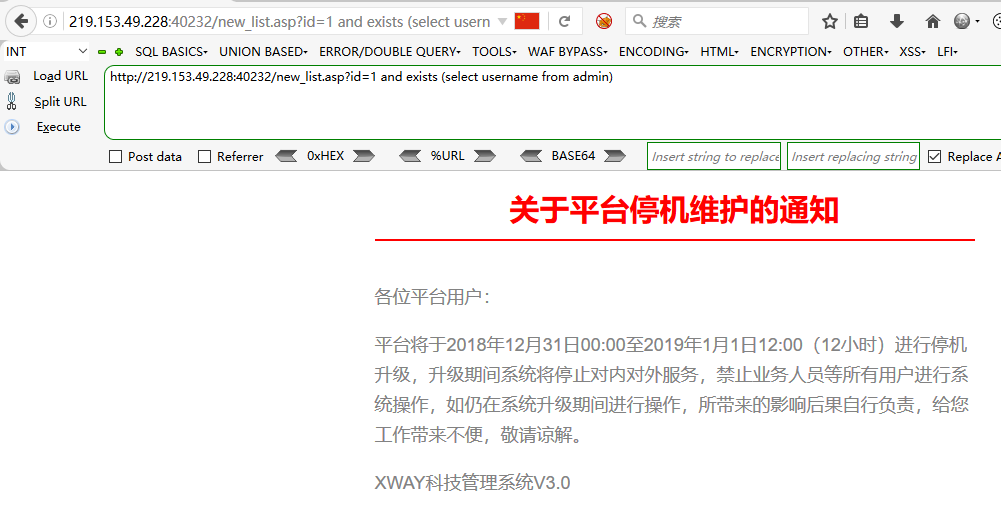 219.153.49.228:40232/new_list.asp?id=1 and exists (select usern
搜索
INT
SQL BASICS UNION BASED ERROR/DOUBLE QUERY TOOLS WAF BYPASS ENCODING HTML ENCRYPTION OTHER XSS LFI
Load URL
http://219.153.49.228:40232/new_list.asp?id=1 and exists (select username from admin)
Split URL
Execute
Post data Referrer 0xHEX %URL BASE64 Insert string to replace Insert replacing string Replace A
关于平台停机维护的通知
各位平台用户：
平台将于2018年12月31日00:00至2019年1月1日12:00（12小时）进行停机
升级，升级期间系统将停止对内对外服务，禁止业务人员等所有用户进行系
统操作，如仍在系统升级期间进行操作，所带来的影响后果自行负责，给您
工作带来不便，敬请谅解。
XWAY科技管理系统V3.0